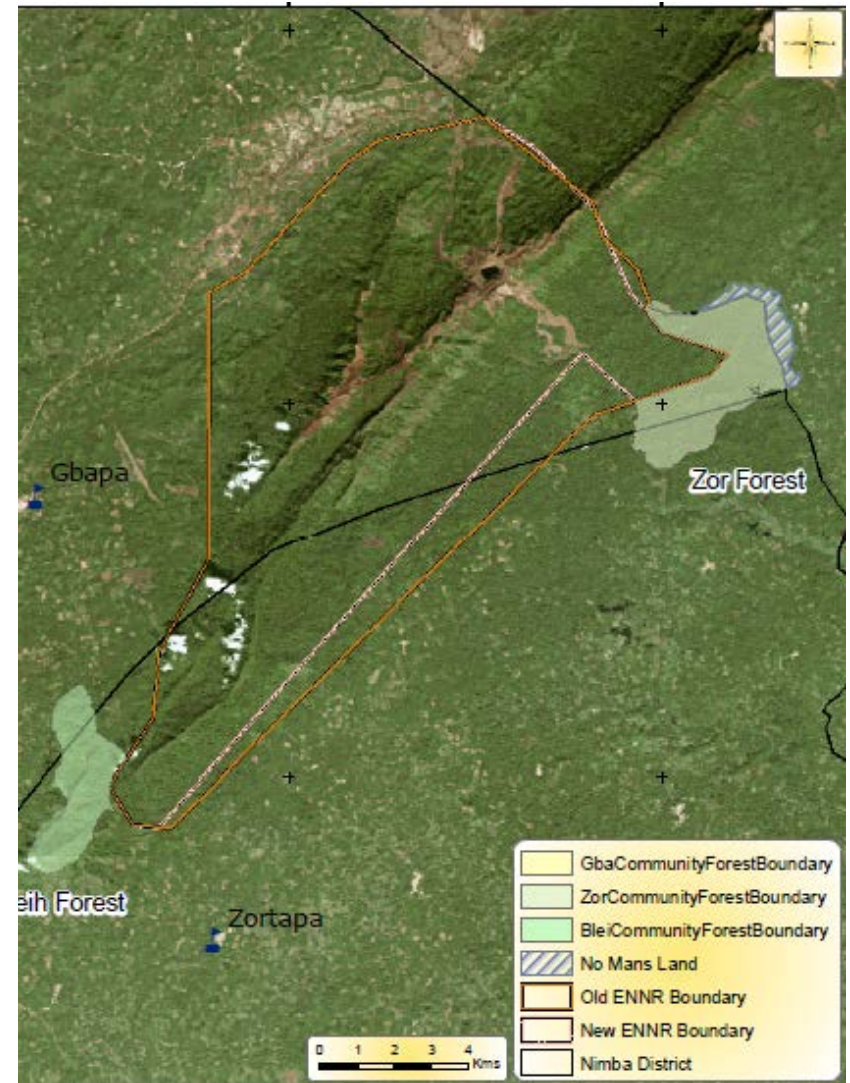 Gbapa
Zor Forest
eih Forest
Zortapa
GbaCommunityForestBoundary
ZorCommunityForestBoundary
BleiCommunityForestBoundary
No Mans Land
Old ENNR Boundary
New ENNR Boundary
Nimba District
0 1 2 3 4
Kms